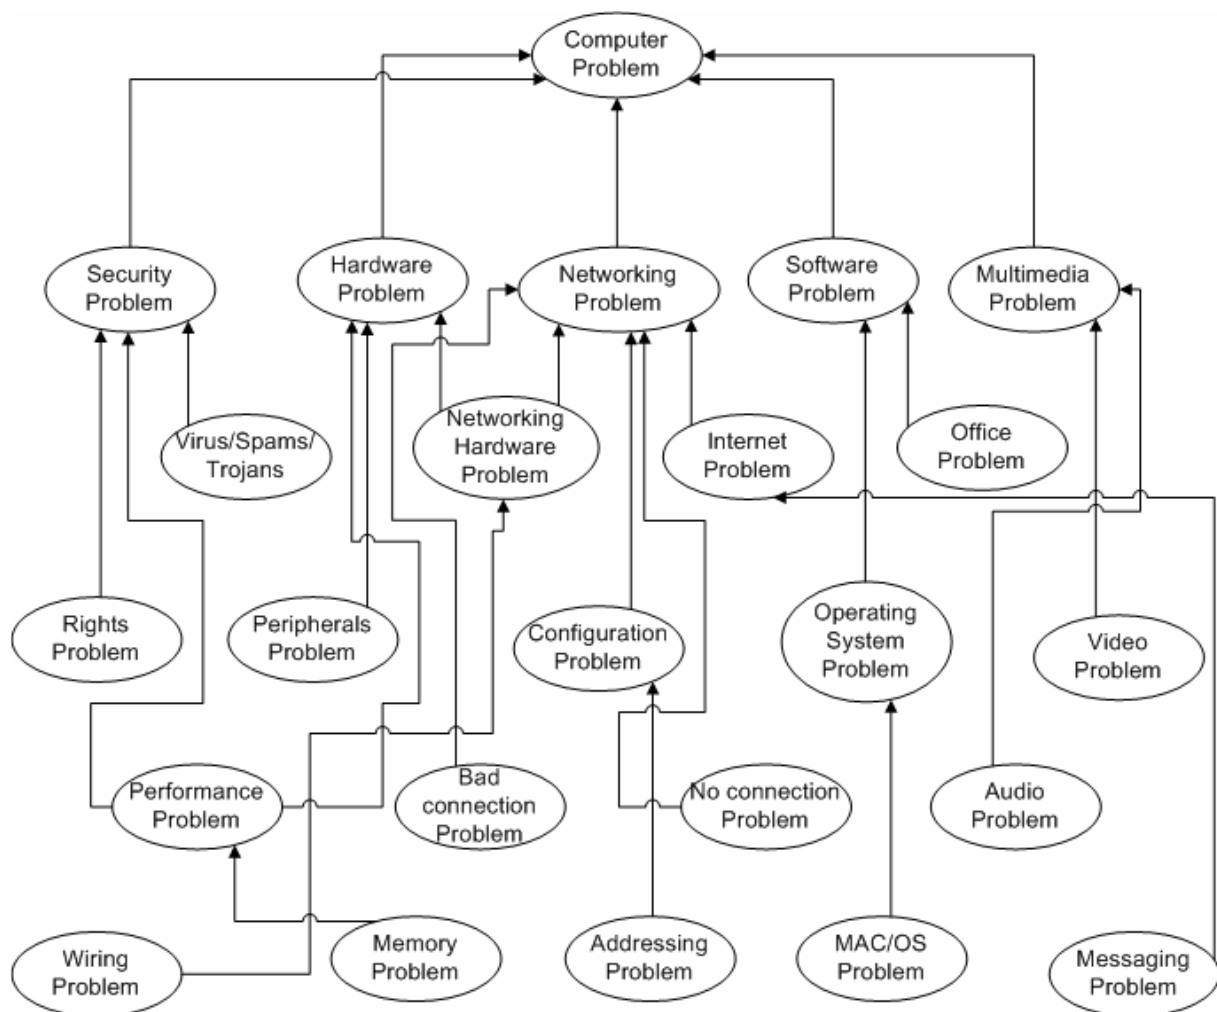 Computer
Problem
Security
Problem
Hardware
Problem
Networking
Problem
Software
Problem
Multimedia
Problem
Virus/Spams/
Trojans
Networking
Hardware
Problem
Internet
Problem
Office
Problem
Rights
Problem
Peripherals
Problem
Configuration
Problem
Operating
System
Problem
Video
Problem
Performance
Problem
Bad
connection
Problem
No connection
Problem
Audio
Problem
Wiring
Problem
Memory
Problem
Addressing
Problem
MAC/OS
Problem
Messaging
Problem